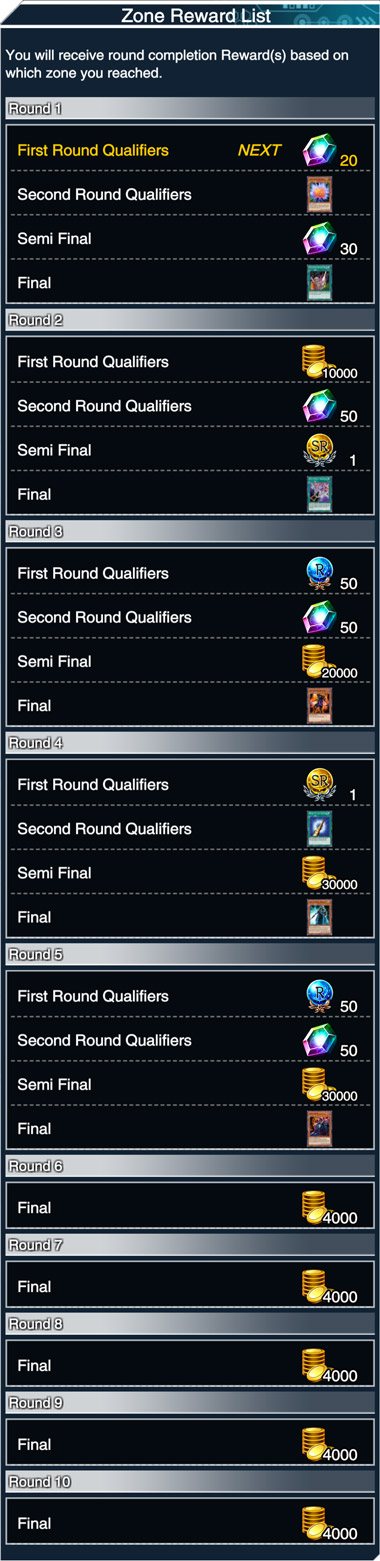 Zone Reward List
You will receive round completion Reward(s) based on
which zone you reached.
Round 1
First Round Qualifiers NEXT 20
Second Round Qualifiers
Semi Final 30
Final
Round 2
First Round Qualifiers 10000
Second Round Qualifiers 50
Semi Final SR 1
Final
Round 3
First Round Qualifiers R 50
Second Round Qualifiers 50
Semi Final 20000
Final
Round 4
First Round Qualifiers SR 1
Second Round Qualifiers
Semi Final 30000
Final
Round 5
First Round Qualifiers R 50
Second Round Qualifiers 50
Semi Final 30000
Final
Round 6
Final 4000
Round 7
Final 4000
Round 8
Final 4000
Round 9
Final 4000
Round 10
Final 4000